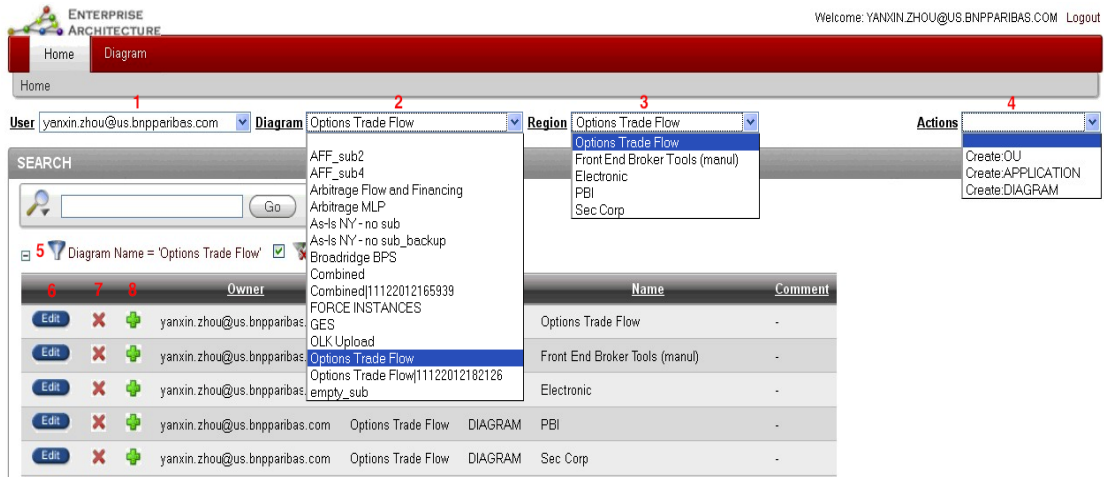 ENTERPRISE
ARCHITECTURE
Welcome: YANXIN.ZHOU@US.BNPPARIBAS.COM Logout
Home Diagram
Home
1 2 3 4
User yanxin.zhou@us.bnpparibas.com Diagram Options Trade Flow Region Options Trade Flow Actions
AFF_sub2
AFF_sub4
Arbitrage Flow and Financing
Arbitrage MLP
As-Is NY - no sub
As-Is NY - no sub_backup
Broadridge BPS
Combined
Combined|11122012165939
FORCE INSTANCES
GES
OLK Upload
Options Trade Flow
Options Trade Flow|11122012182126
empty_sub
Options Trade Flow
Front End Broker Tools (manul)
Electronic
PBI
Sec Corp
Create:OU
Create:APPLICATION
Create:DIAGRAM
SEARCH
Go
5 Diagram Name = 'Options Trade Flow'
6 7 8 Owner Name Comment
Edit yanxin.zhou@us.bnpparibas. Options Trade Flow -
Edit yanxin.zhou@us.bnpparibas. Front End Broker Tools (manul) -
Edit yanxin.zhou@us.bnpparibas. Electronic -
Edit yanxin.zhou@us.bnpparibas.com Options Trade Flow DIAGRAM PBI -
Edit yanxin.zhou@us.bnpparibas.com Options Trade Flow DIAGRAM Sec Corp -